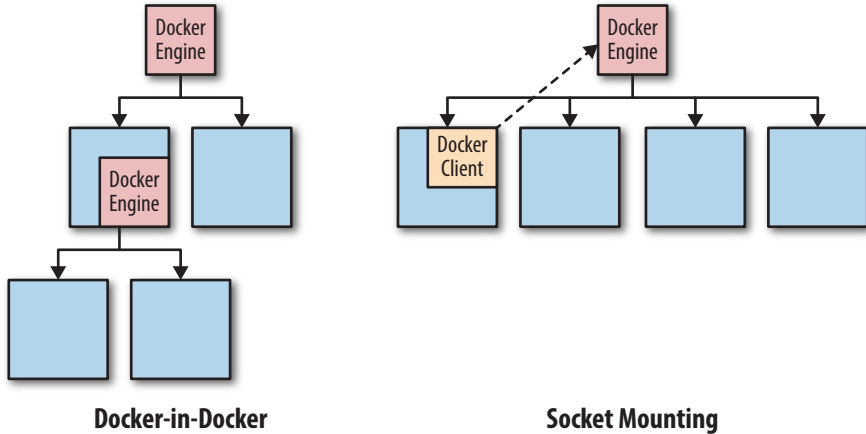 Docker
Engine
Docker
Engine
Docker-in-Docker
Docker
Engine
Docker
Client
Socket Mounting